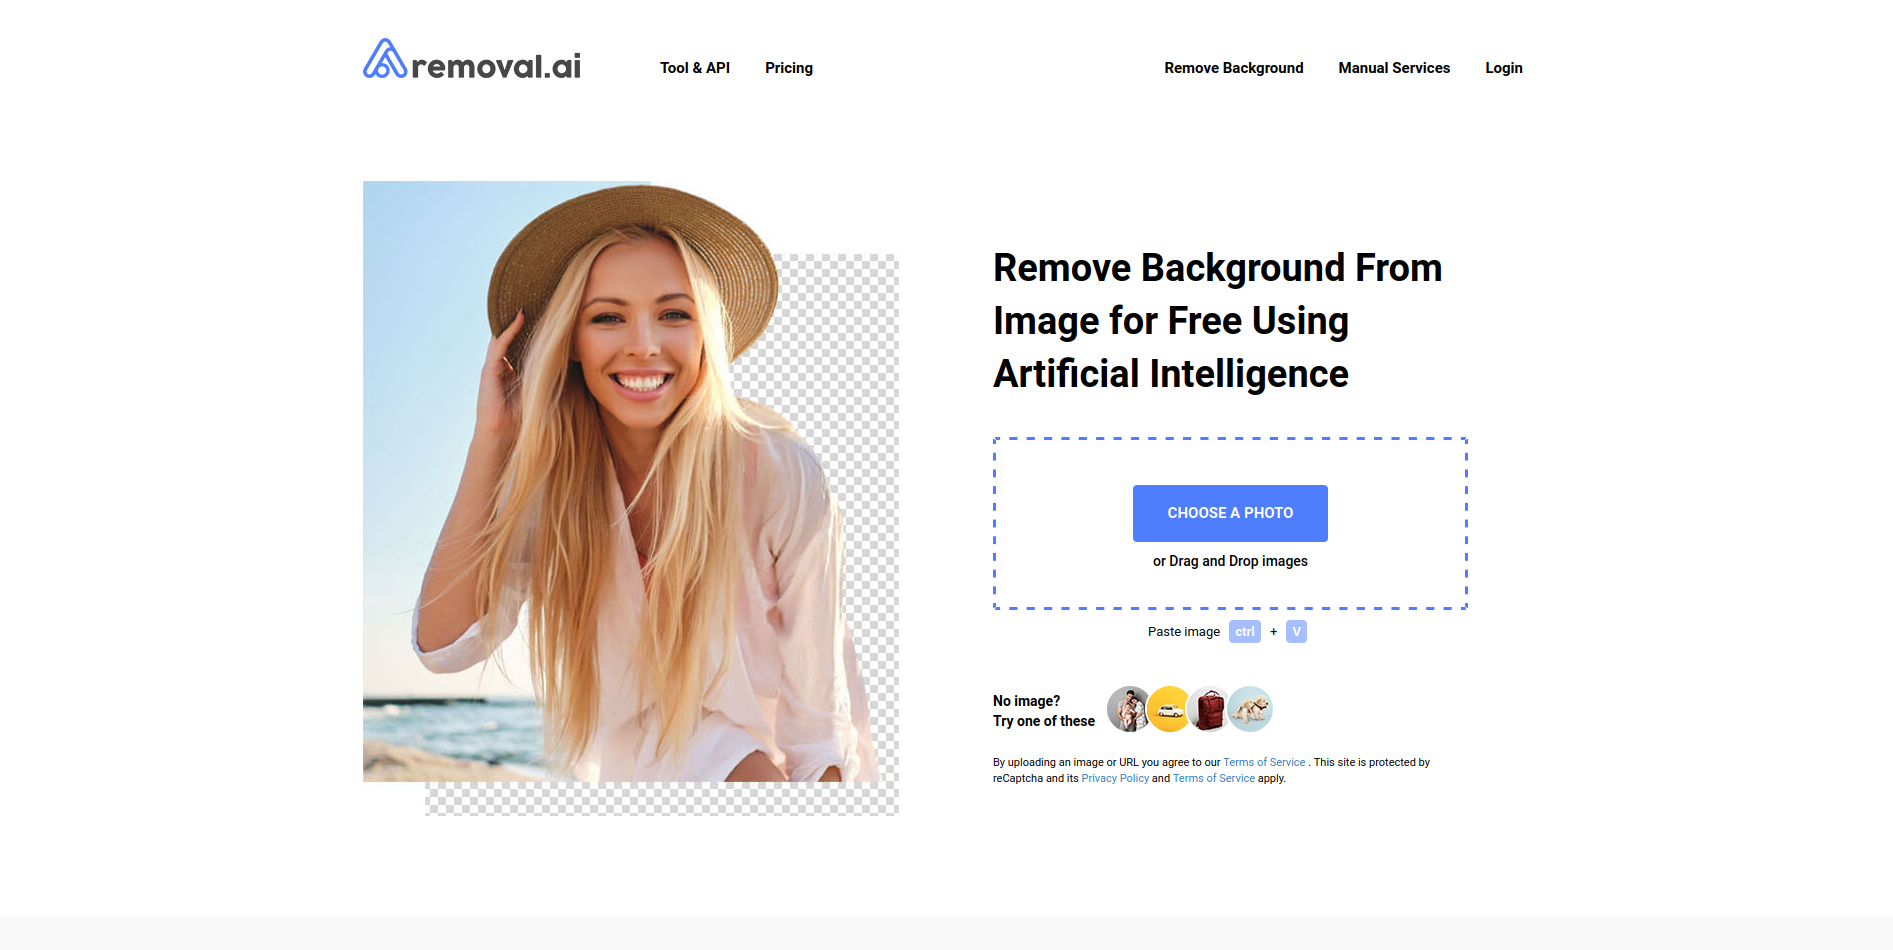 removal.ai
Tool & API
Pricing
Remove Background
Manual Services
Login
Remove Background From
Image for Free Using
Artificial Intelligence
CHOOSE A PHOTO
or Drag and Drop images
Paste image ctrl + V
No image?
Try one of these
By uploading an image or URL you agree to our Terms of Service . This site is protected by
reCaptcha and its Privacy Policy and Terms of Service apply.